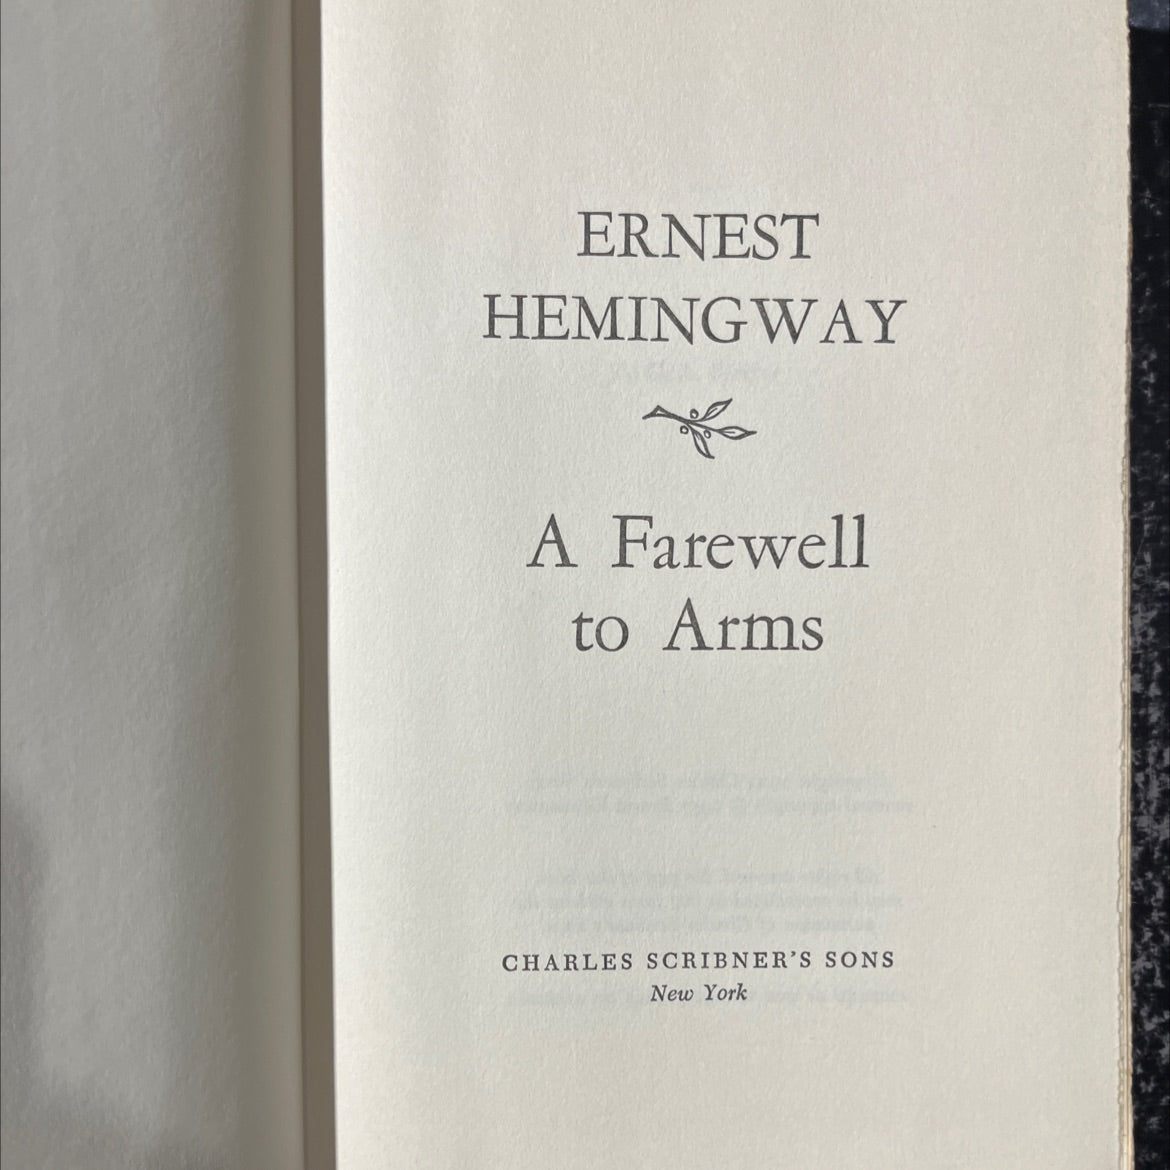 ERNEST
HEMINGWAY
A Farewell
to Arms
CHARLES SCRIBNER'S SONS
New York